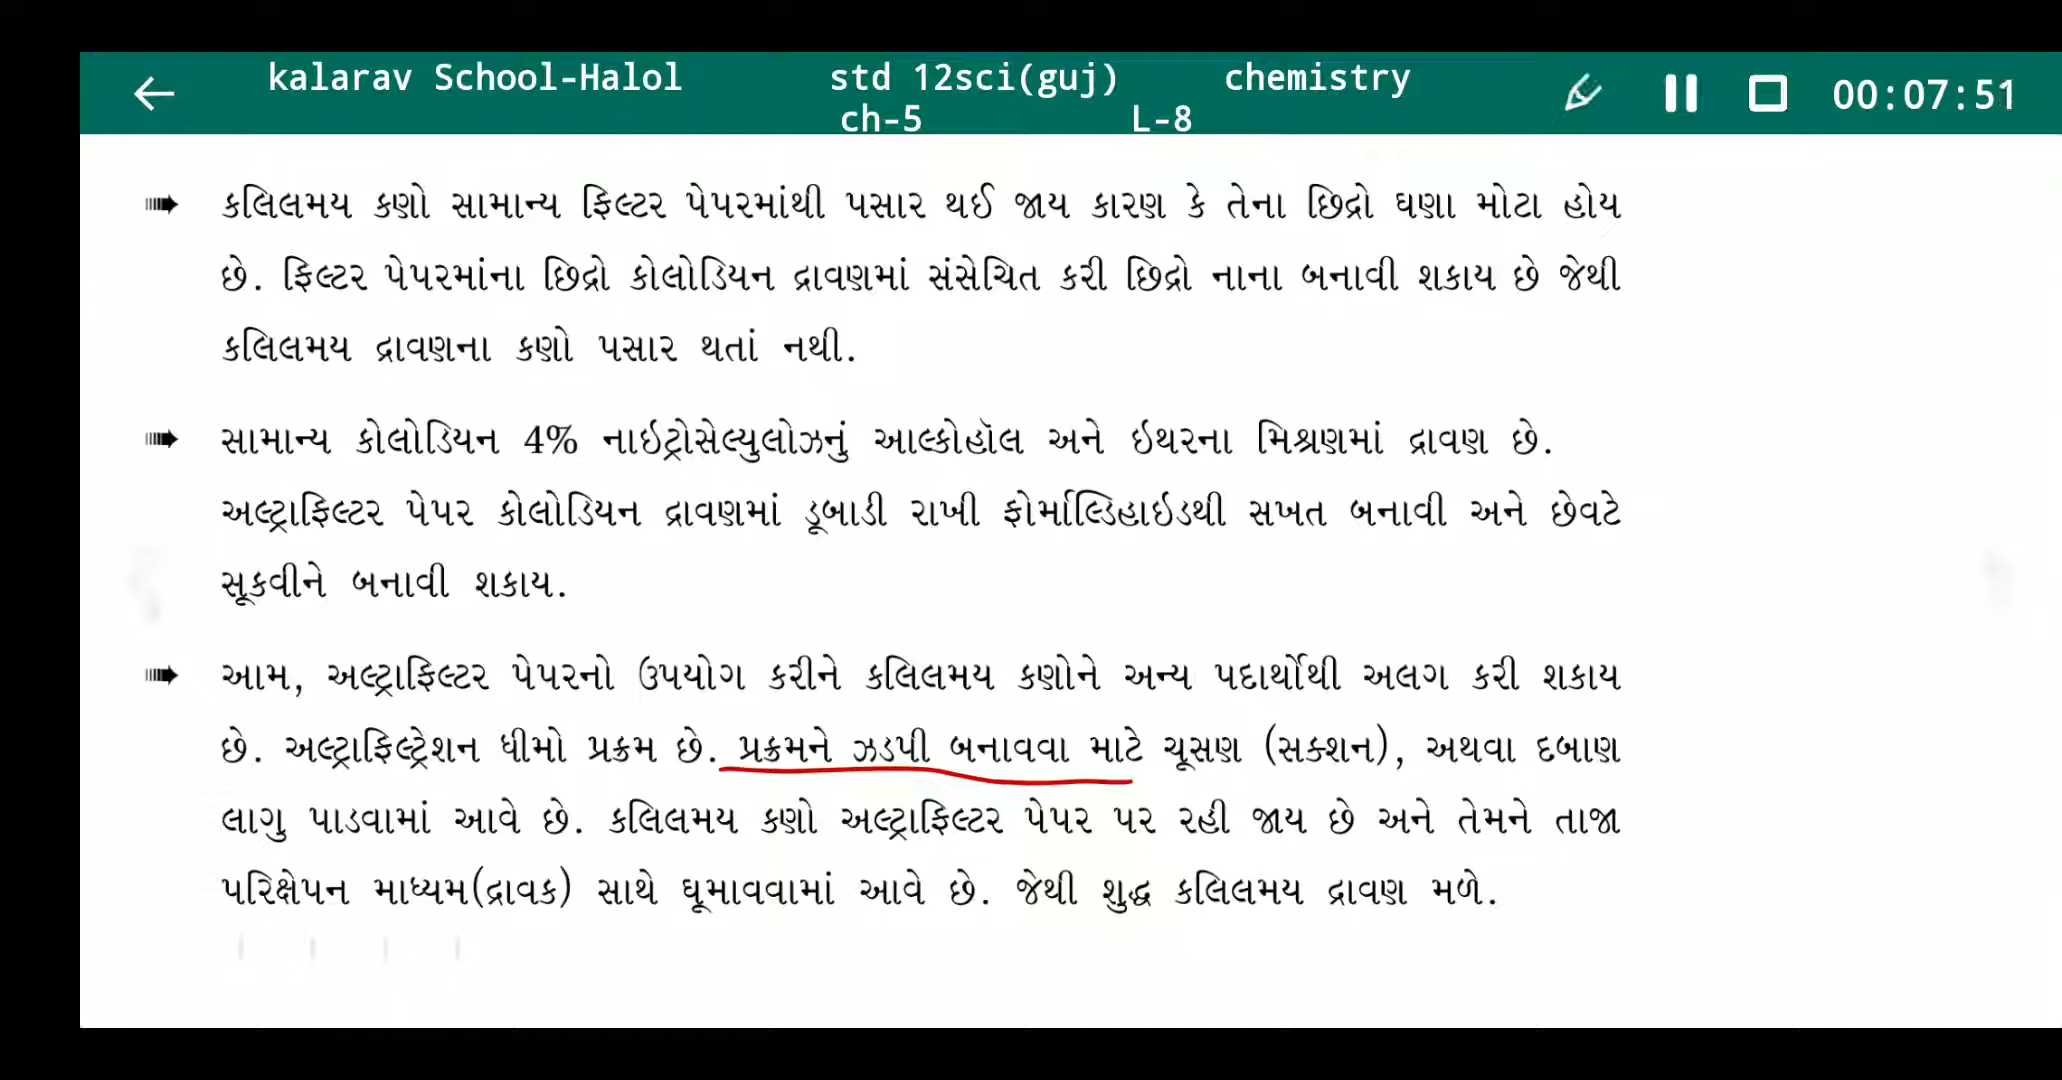 kalarav School-Halol std 12sci(guj) chemistry
ch-5 L-8
00:07:51
કલિલમય કણો સામાન્ય ફિલ્ટર પેપરમાંથી પસાર થઈ જાય કારણ કે તેના છિદ્રો ઘણા મોટા હોય
છે. ફિલ્ટર પેપરમાંના છિદ્રો કોલોડિયન દ્રાવણમાં સંસેચિત કરી છિદ્રો નાના બનાવી શકાય છે જેથી
કલિલમય દ્રાવણના કણો પસાર થતાં નથી.
સામાન્ય કોલોડિયન 4% નાઇટ્રોસેલ્યુલોઝનું આલ્કોહૉલ અને ઇથરના મિશ્રણમાં દ્રાવણ છે.
અલ્ટ્રાફિલ્ટર પેપર કોલોડિયન દ્રાવણમાં ડૂબાડી રાખી ફોર્માલ્ડિહાઇડથી સખત બનાવી અને છેવટે
સૂકવીને બનાવી શકાય.
આમ, અલ્ટ્રાફિલ્ટર પેપરનો ઉપયોગ કરીને કલિલમય કણોને અન્ય પદાર્થોથી અલગ કરી શકાય
છે. અલ્ટ્રાફિલ્ટ્રેશન ધીમો પ્રક્રમ છે. પ્રક્રમને ઝડપી બનાવવા માટે ચૂસણ (સક્શન), અથવા દબાણ
લાગુ પાડવામાં આવે છે. કલિલમય કણો અલ્ટ્રાફિલ્ટર પેપર પર રહી જાય છે અને તેમને તાજા
પરિક્ષેપન માધ્યમ(દ્રાવક) સાથે ઘૂમાવવામાં આવે છે. જેથી શુદ્ધ કલિલમય દ્રાવણ મળે.